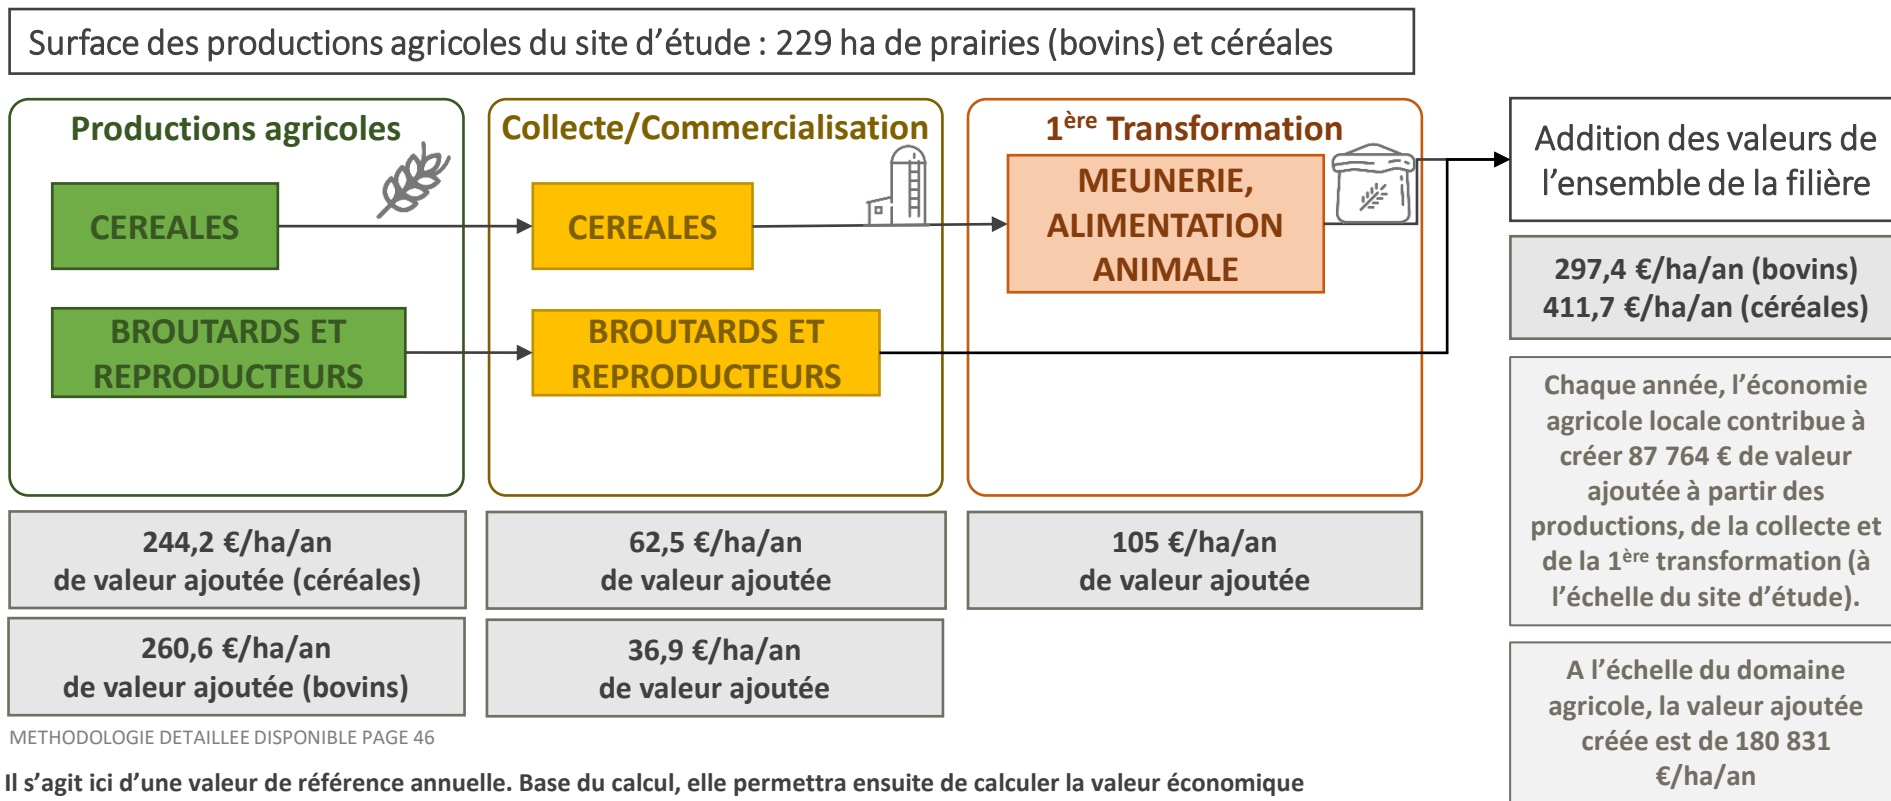 Surface des productions agricoles du site d’étude : 229 ha de prairies (bovins) et céréales
Productions agricoles
CEREALES
BROUTARDS ET
REPRODUCTEURS
Collecte/Commercialisation
CEREALES
BROUTARDS ET
REPRODUCTEURS
1ère Transformation
MEUNERIE,
ALIMENTATION
ANIMALE
Addition des valeurs de
l’ensemble de la filière
297,4 €/ha/an (bovins)
411,7 €/ha/an (céréales)
Chaque année, l’économie
agricole locale contribue à
créer 87 764 € de valeur
ajoutée à partir des
productions, de la collecte et
de la 1ère transformation (à
l’échelle du site d’étude).
A l’échelle du domaine
agricole, la valeur ajoutée
créée est de 180 831
€/ha/an
244,2 €/ha/an
de valeur ajoutée (céréales)
62,5 €/ha/an
de valeur ajoutée
105 €/ha/an
de valeur ajoutée
260,6 €/ha/an
de valeur ajoutée (bovins)
36,9 €/ha/an
de valeur ajoutée
METHODOLOGIE DETAILLEE DISPONIBLE PAGE 46
Il s’agit ici d’une valeur de référence annuelle. Base du calcul, elle permettra ensuite de calculer la valeur économique